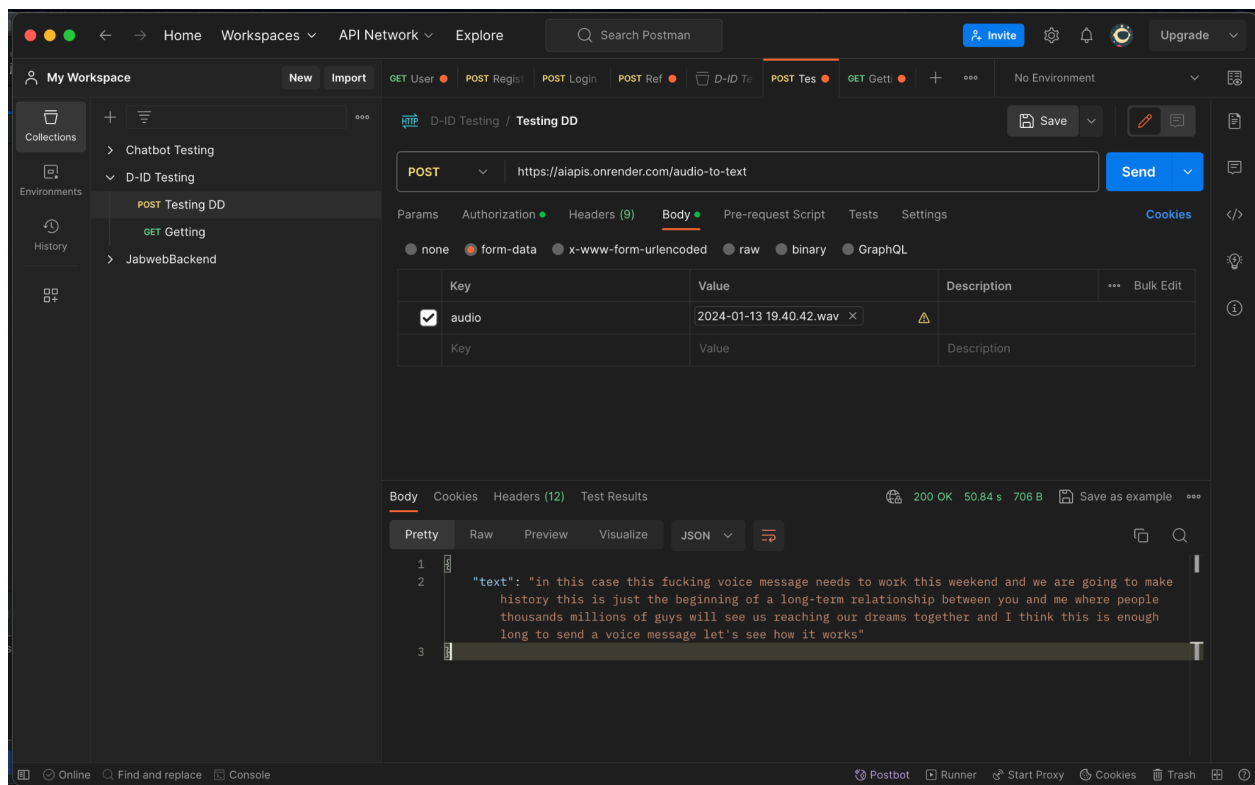 Home Workspaces API Network Explore Search Postman Invite Upgrade
My Workspace New Import GET User POST Regist POST Login POST Ref D-ID Te POST Tes GET Getti + No Environment
Collections
Environments
History
Chatbot Testing
D-ID Testing
POST Testing DD
GET Getting
JabwebBackend
HTTP D-ID Testing / Testing DD Save
POST https://aiapis.onrender.com/audio-to-text Send
Params Authorization Headers (9) Body Pre-request Script Tests Settings Cookies
none form-data x-www-form-urlencoded raw binary GraphQL
Key Value Description Bulk Edit
audio 2024-01-13 19.40.42.wav
Key Value Description
Body Cookies Headers (12) Test Results 200 OK 50.84 s 706 B Save as example
Pretty Raw Preview Visualize JSON
1 {
2 "text": "in this case this fucking voice message needs to work this weekend and we are going to make
history this is just the beginning of a long-term relationship between you and me where people
thousands millions of guys will see us reaching our dreams together and I think this is enough
long to send a voice message let's see how it works"
3 }
Online Find and replace Console Postbot Runner Start Proxy Cookies Trash